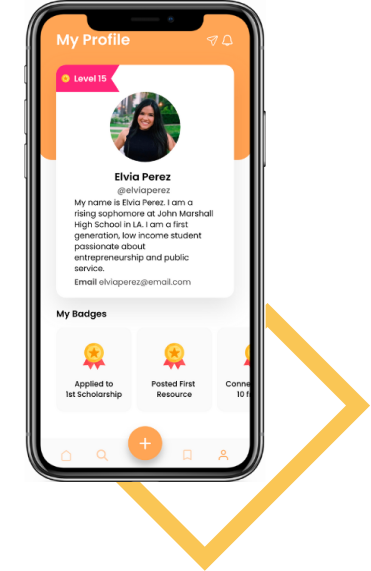 My Profile
Level 15
Elvia Perez
@elviaperez
My name is Elvia Perez. I am a
rising sophomore at John Marshall
High School in LA. I am a first
generation, low income student
passionate about
entrepreneurship and public
service.
Email elviaperez@email.com
My Badges
Applied to
1st Scholarship
Posted First
Resource
Conne
10 f